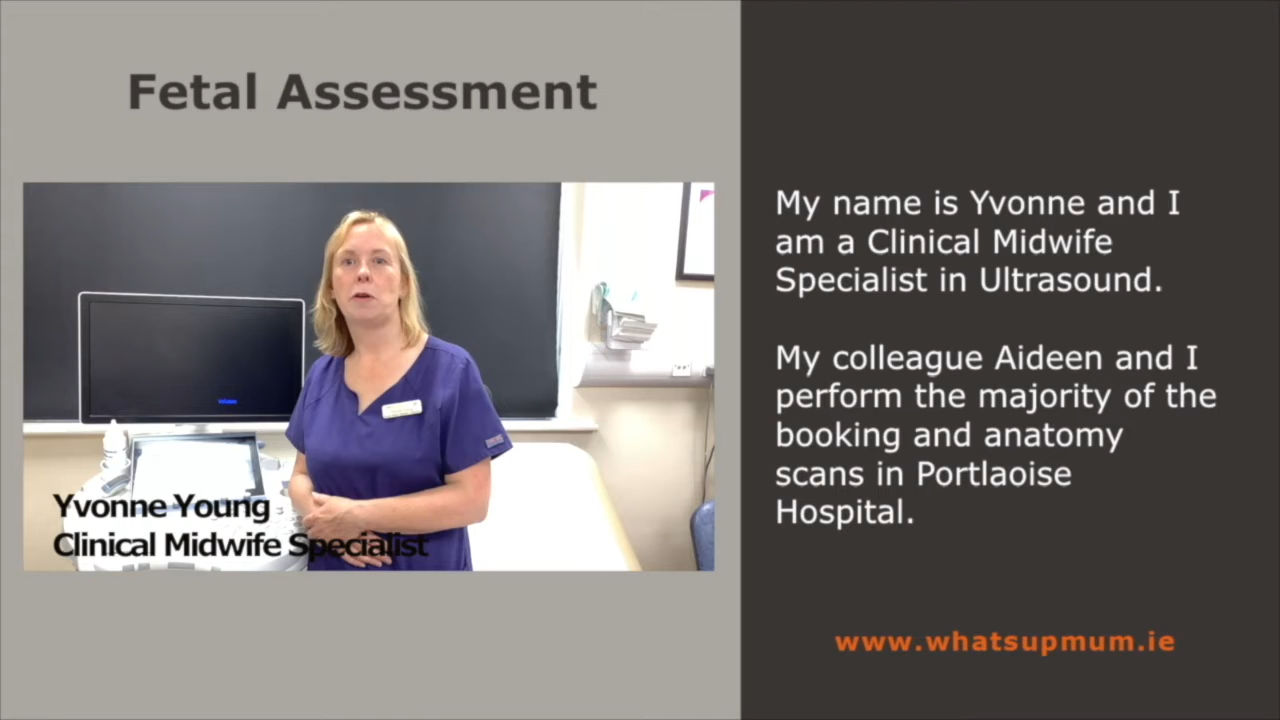 Fetal Assessment
Yvonne Young
Clinical Midwife Specialist
My name is Yvonne and I
am a Clinical Midwife
Specialist in Ultrasound.
My colleague Aideen and I
perform the majority of the
booking and anatomy
scans in Portlaoise
Hospital.
www.whatsupmum.ie